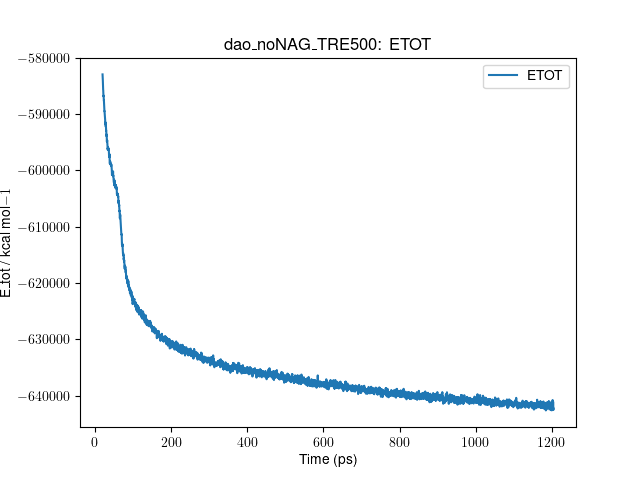 dao_noNAG_TRE500: ETOT
ETOT
−580000
−590000
−600000
−610000
−620000
−630000
−640000
E_tot / kcal mol−1
0 200 400 600 800 1000 1200
Time (ps)